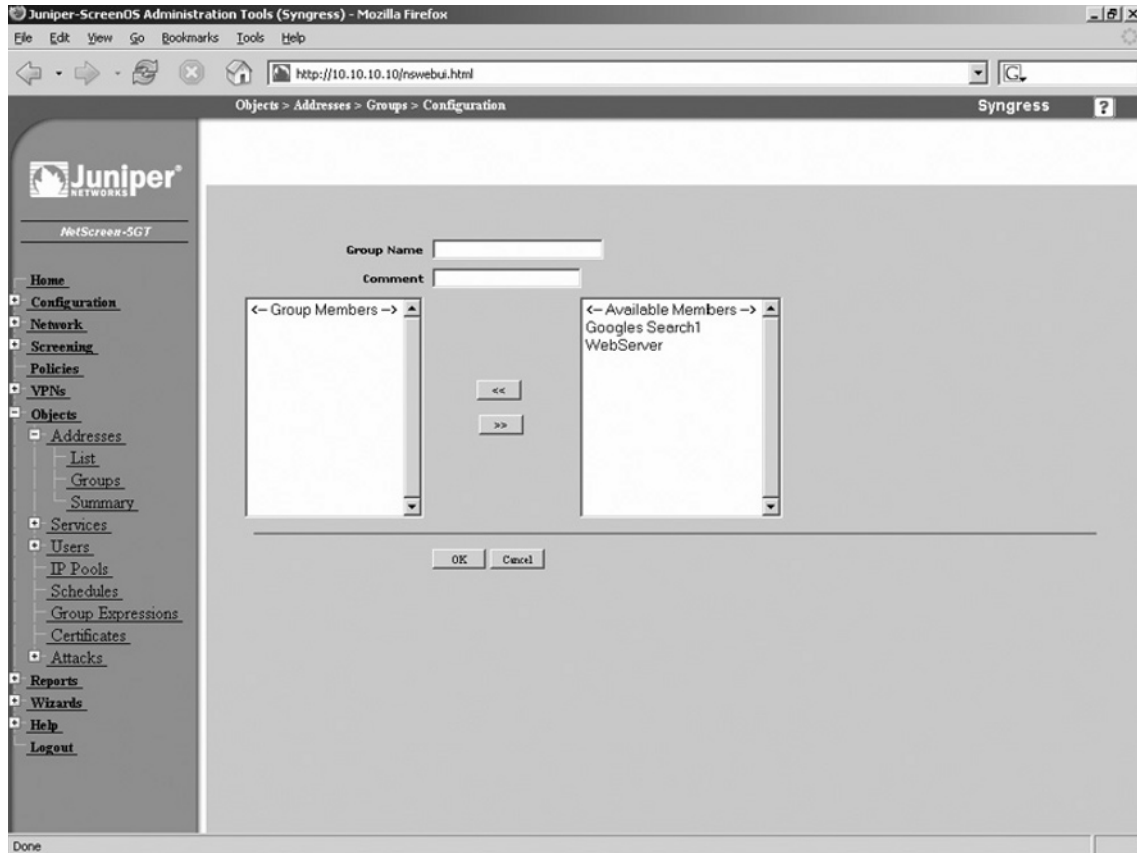 Juniper-ScreenOS Administration Tools (Syngress) - Mozilla Firefox
File Edit View Go Bookmarks Tools Help
http://10.10.10.10/nswebui.html
G
Objects > Addresses > Groups > Configuration Syngress ?
Juniper®
NETWORKS
NetScreen-5GT
Home
Configuration
Network
Screening
Policies
VPNs
Objects
Addresses
List
Groups
Summary
Services
Users
IP Pools
Schedules
Group Expressions
Certificates
Attacks
Reports
Wizards
Help
Logout
Group Name
Comment
<-- Group Members -->
<<
>>
<-- Available Members -->
Googles Search1
WebServer
OK Cancel
Done